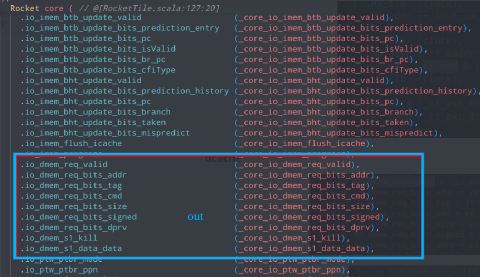 Rocket core ( // @[RocketTile.scala:127:20]
.io_imem_btb_update_valid (_core_io_imem_btb_update_valid),
.io_imem_btb_update_bits_prediction_entry (_core_io_imem_btb_update_bits_prediction_entry),
.io_imem_btb_update_bits_pc (_core_io_imem_btb_update_bits_pc),
.io_imem_btb_update_bits_isValid (_core_io_imem_btb_update_bits_isValid),
.io_imem_btb_update_bits_br_pc (_core_io_imem_btb_update_bits_br_pc),
.io_imem_btb_update_bits_cfiType (_core_io_imem_btb_update_bits_cfiType),
.io_imem_bht_update_valid (_core_io_imem_bht_update_valid),
.io_imem_bht_update_bits_prediction_history (_core_io_imem_bht_update_bits_prediction_history),
.io_imem_bht_update_bits_pc (_core_io_imem_bht_update_bits_pc),
.io_imem_bht_update_bits_branch (_core_io_imem_bht_update_bits_branch),
.io_imem_bht_update_bits_taken (_core_io_imem_bht_update_bits_taken),
.io_imem_bht_update_bits_mispredict (_core_io_imem_bht_update_bits_mispredict),
.io_imem_flush_icache (_core_io_imem_flush_icache),
.io_dmem_req_valid (_core_io_dmem_req_valid),
.io_dmem_req_bits_addr (_core_io_dmem_req_bits_addr),
.io_dmem_req_bits_tag (_core_io_dmem_req_bits_tag),
.io_dmem_req_bits_cmd (_core_io_dmem_req_bits_cmd),
.io_dmem_req_bits_size (_core_io_dmem_req_bits_size),
.io_dmem_req_bits_signed out (_core_io_dmem_req_bits_signed),
.io_dmem_req_bits_dprv (_core_io_dmem_req_bits_dprv),
.io_dmem_s1_kill (_core_io_dmem_s1_kill),
.io_dmem_s1_data_data (_core_io_dmem_s1_data_data),
.io_ptw_ptbr_mode (_core_io_ptw_ptbr_mode),
.io_ptw_ptbr_ppn (_core_io_ptw_ptbr_ppn),